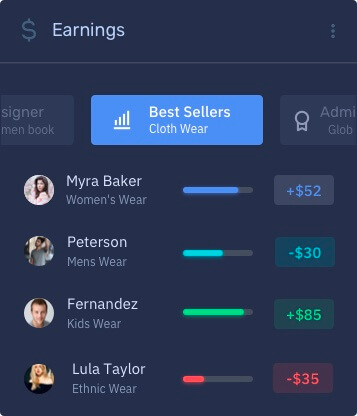 $ Earnings
signer
men book
Best Sellers
Cloth Wear
Admi
Glob
Myra Baker
Women's Wear
+$52
Peterson
Mens Wear
-$30
Fernandez
Kids Wear
+$85
Lula Taylor
Ethnic Wear
-$35